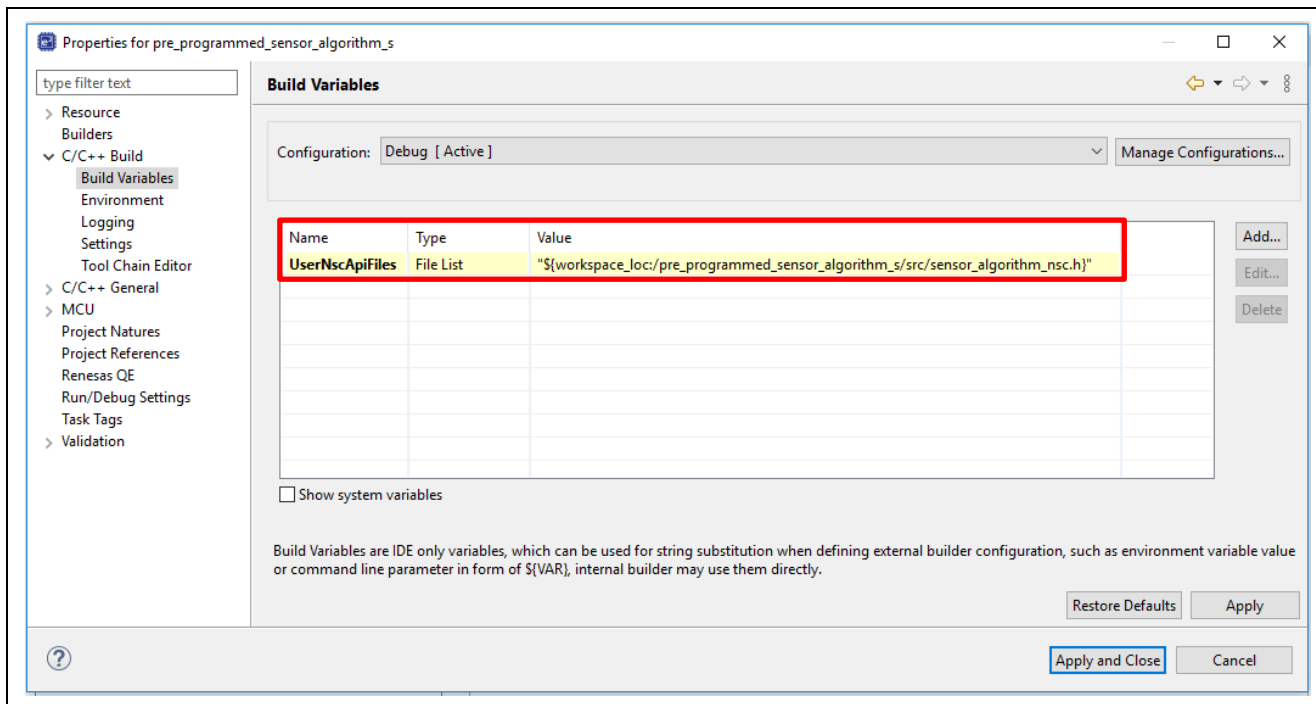 Properties for pre_programmed_sensor_algorithm_s
type filter text
Build Variables
Resource
Builders
C/C++ Build
Build Variables
Environment
Logging
Settings
Tool Chain Editor
C/C++ General
MCU
Project Natures
Project References
Renesas QE
Run/Debug Settings
Task Tags
Validation
Configuration: Debug [ Active ]
Manage Configurations...
Name Type Value
UserNscApiFiles File List "${workspace_loc:/pre_programmed_sensor_algorithm_s/src/sensor_algorithm_nsc.h}"
Add...
Edit...
Delete
Show system variables
Build Variables are IDE only variables, which can be used for string substitution when defining external builder configuration, such as environment variable value
or command line parameter in form of ${VAR}, internal builder may use them directly.
Restore Defaults Apply
? Apply and Close Cancel